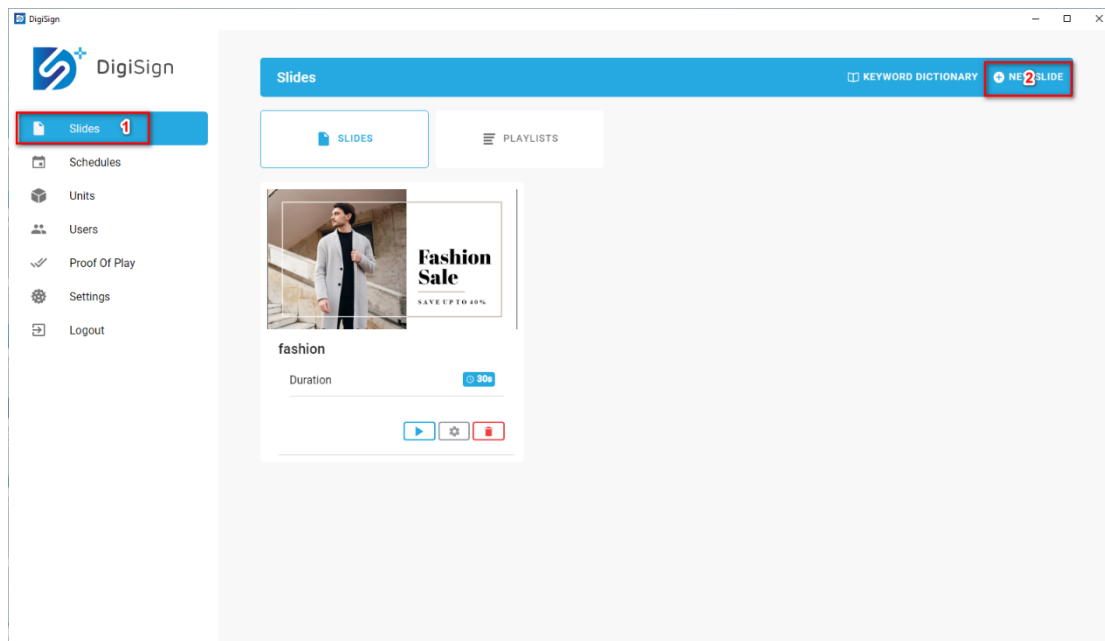 DigiSign
DigiSign
Slides 1
Schedules
Units
Users
Proof Of Play
Settings
Logout
Slides
KEYWORD DICTIONARY
NEW SLIDE
2
SLIDES
PLAYLISTS
Fashion
Sale
SAVE UP TO 40%
fashion
Duration
30s